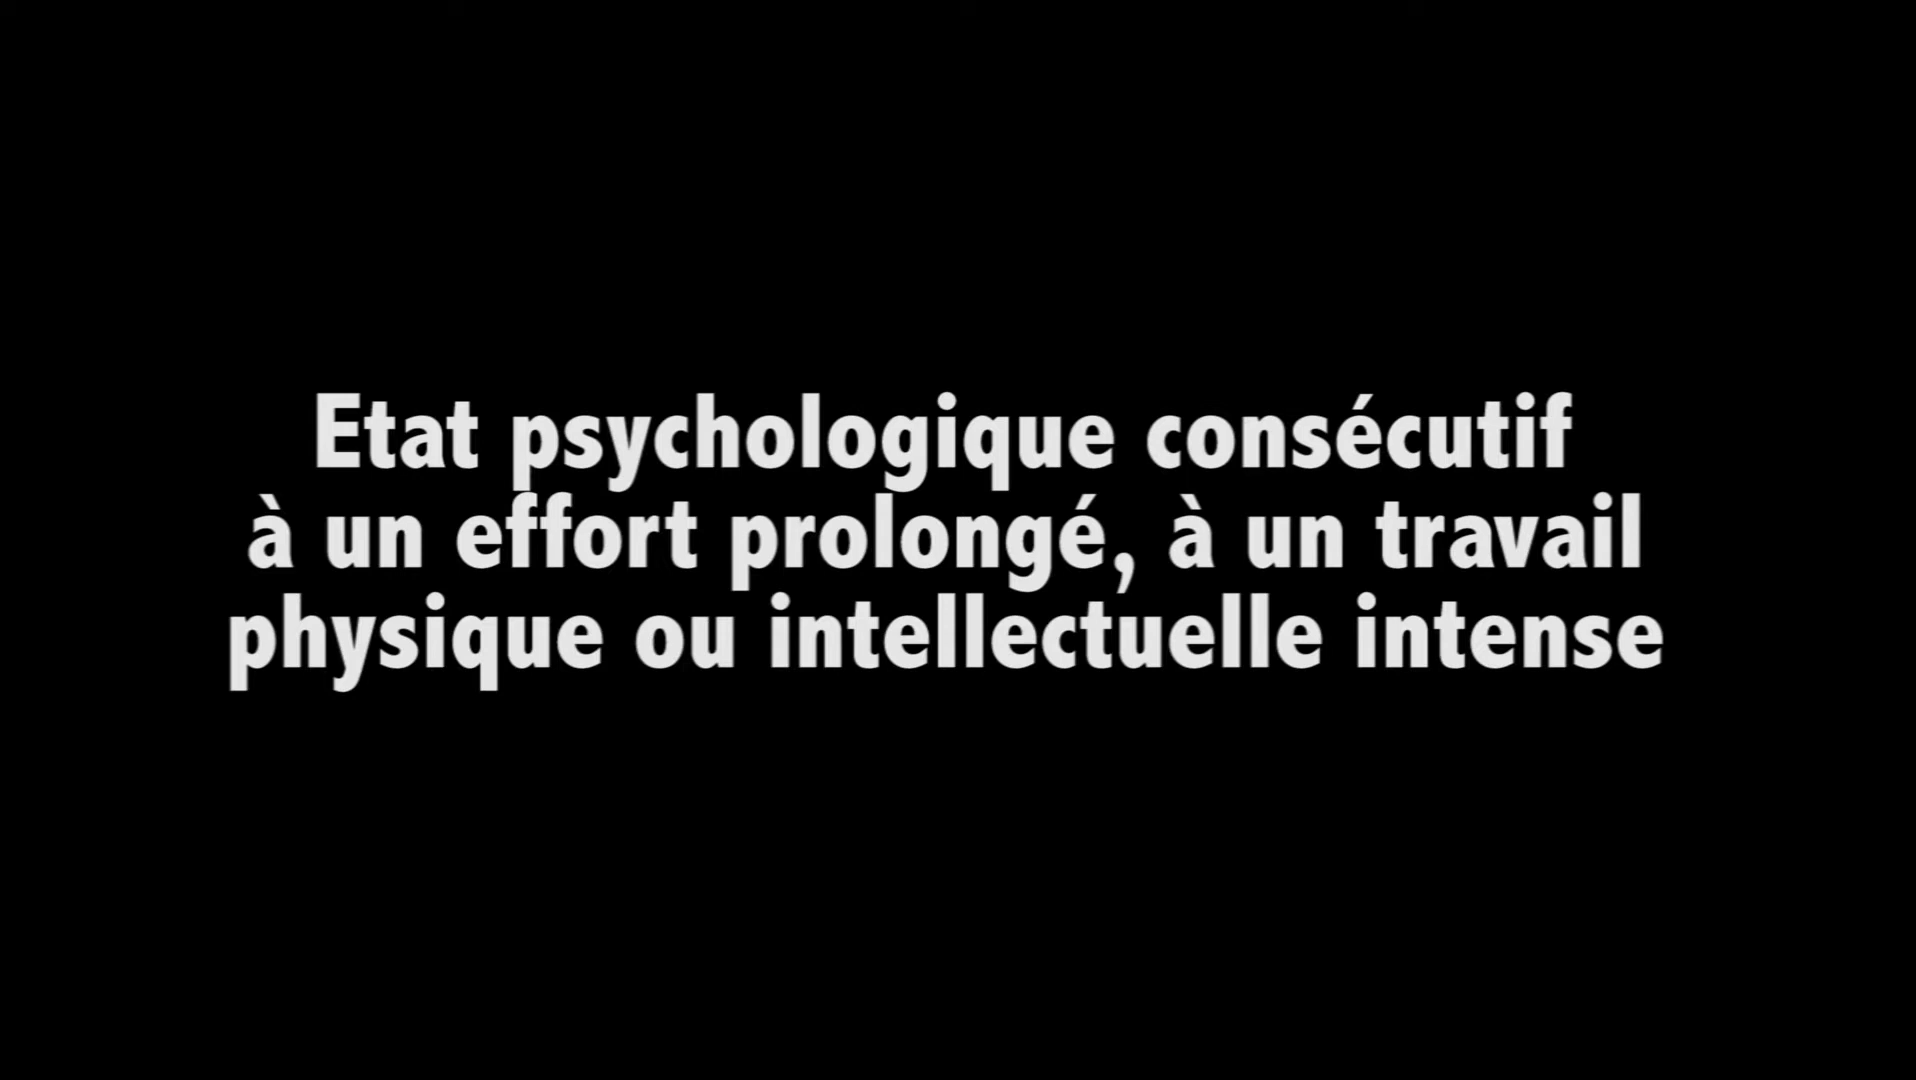 Etat psychologique consécutif
à un effort prolongé, à un travail
physique ou intellectuelle intense